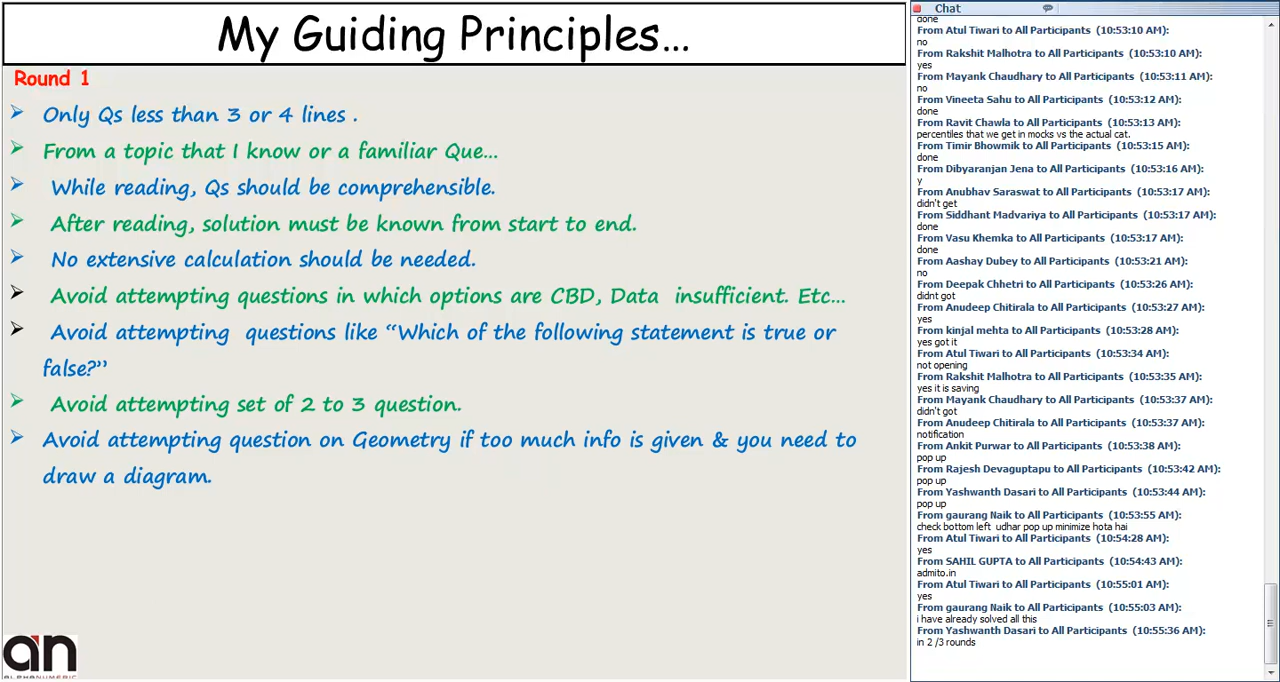 My Guiding Principles...
Round 1
Only Qs less than 3 or 4 lines .
From a topic that I know or a familiar Que...
While reading, Qs should be comprehensible.
After reading, solution must be known from start to end.
No extensive calculation should be needed.
Avoid attempting questions in which options are CBD, Data insufficient. Etc...
Avoid attempting questions like “Which of the following statement is true or
false?”
Avoid attempting set of 2 to 3 question.
Avoid attempting question on Geometry if too much info is given & you need to
draw a diagram.
an
ALPHANUMERIC
Chat
done
From Atul Tiwari to All Participants (10:53:10 AM):
no
From Rakshit Malhotra to All Participants (10:53:10 AM):
yes
From Mayank Chaudhary to All Participants (10:53:11 AM):
no
From Vineeta Sahu to All Participants (10:53:12 AM):
done
From Ravit Chawla to All Participants (10:53:13 AM):
percentiles that we get in mocks vs the actual cat.
From Timir Bhowmik to All Participants (10:53:15 AM):
done
From Dibyaranjan Jena to All Participants (10:53:16 AM):
y
From Anubhav Saraswat to All Participants (10:53:17 AM):
didn't get
From Siddhant Madvariya to All Participants (10:53:17 AM):
done
From Vasu Khemka to All Participants (10:53:17 AM):
done
From Aashay Dubey to All Participants (10:53:21 AM):
no
From Deepak Chhetri to All Participants (10:53:26 AM):
didnt got
From Anudeep Chitirala to All Participants (10:53:27 AM):
yes
From kinjal mehta to All Participants (10:53:28 AM):
yes got it
From Atul Tiwari to All Participants (10:53:34 AM):
not opening
From Rakshit Malhotra to All Participants (10:53:35 AM):
yes it is saving
From Mayank Chaudhary to All Participants (10:53:37 AM):
didn't got
From Anudeep Chitirala to All Participants (10:53:37 AM):
notification
From Ankit Purwar to All Participants (10:53:38 AM):
pop up
From Rajesh Devaguptapu to All Participants (10:53:42 AM):
pop up
From Yashwanth Dasari to All Participants (10:53:44 AM):
pop up
From gaurang Naik to All Participants (10:53:55 AM):
check bottom left udhar pop up minimize hota hai
From Atul Tiwari to All Participants (10:54:28 AM):
yes
From SAHIL GUPTA to All Participants (10:54:43 AM):
admito.in
From Atul Tiwari to All Participants (10:55:01 AM):
yes
From gaurang Naik to All Participants (10:55:03 AM):
i have already solved all this
From Yashwanth Dasari to All Participants (10:55:36 AM):
in 2 /3 rounds